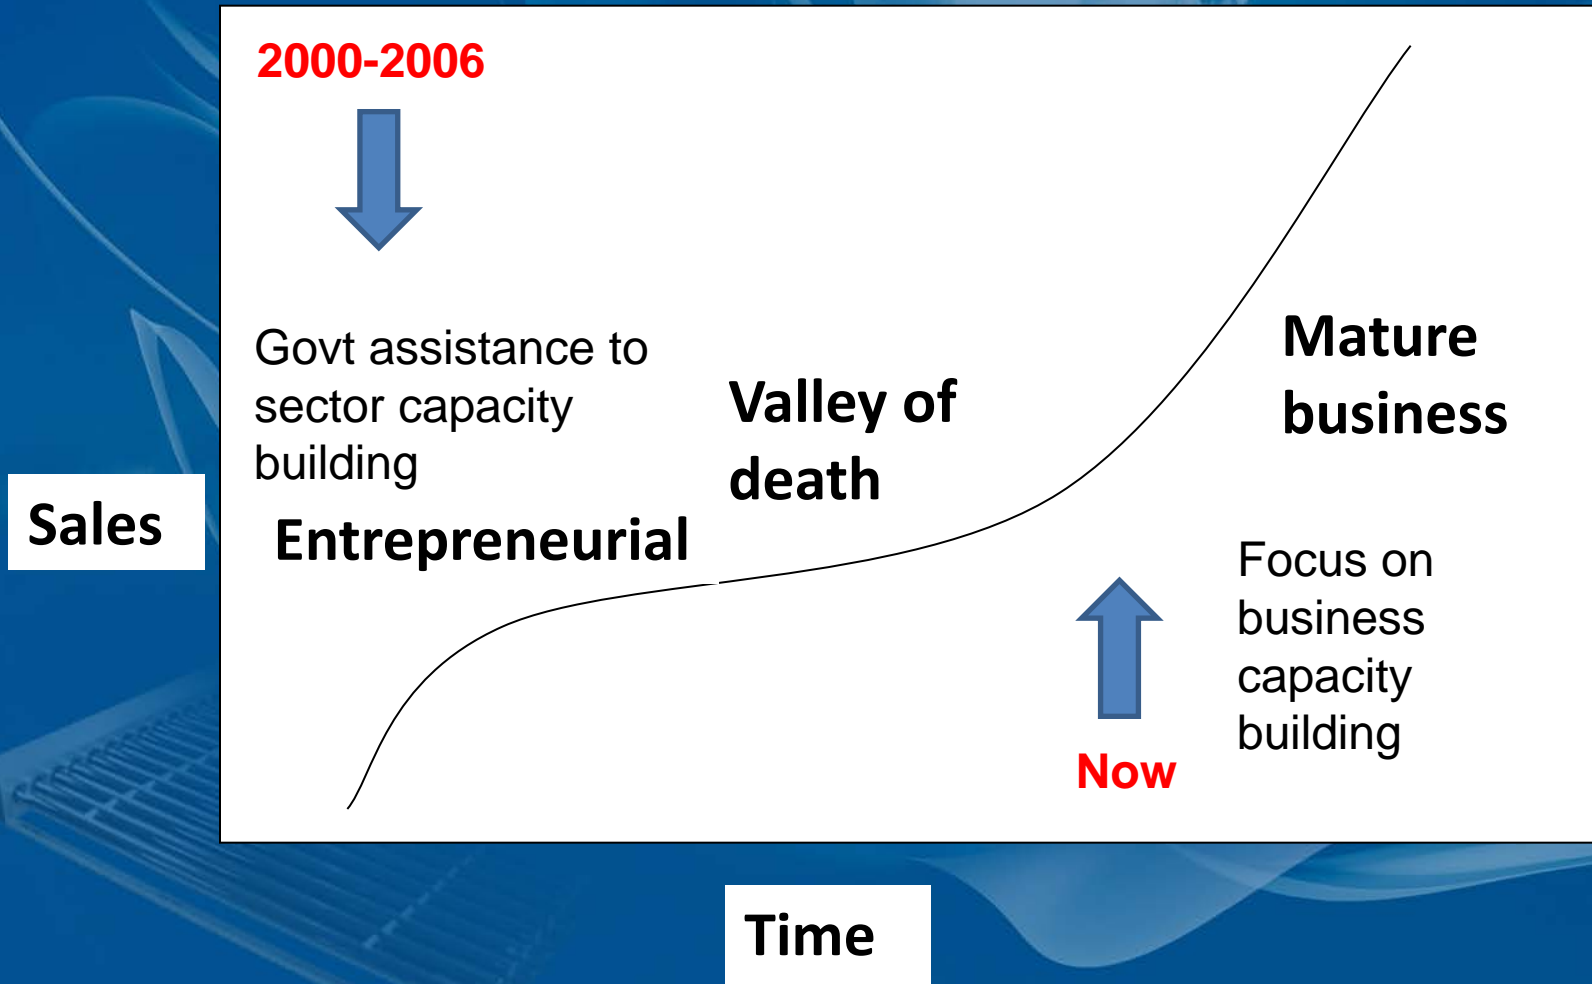 2000-2006
Govt assistance to
sector capacity
building
Entrepreneurial
Valley of
death
Mature
business
Focus on
business
capacity
building
Now
Sales
Time